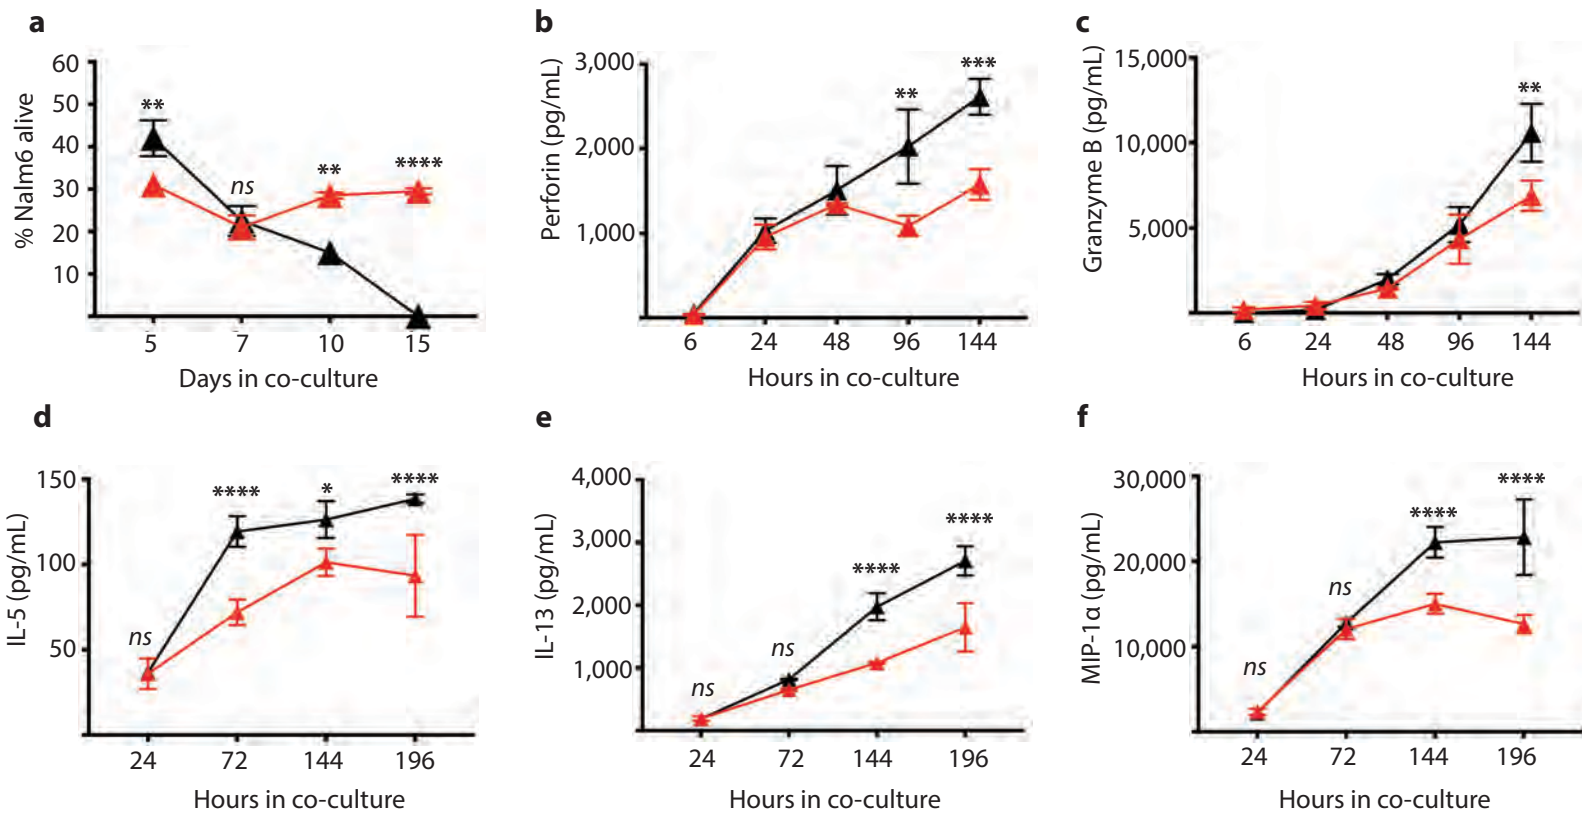 a
% Nalm6 alive
60
50
40
30
20
10
**
ns
**
****
5 7 10 15
Days in co-culture
b
Perforin (pg/mL)
3,000
2,000
1,000
**
***
6 24 48 96 144
Hours in co-culture
c
Granzyme B (pg/mL)
15,000
10,000
5,000
**
6 24 48 96 144
Hours in co-culture
d
IL-5 (pg/mL)
150
100
50
ns
****
*
****
24 72 144 196
Hours in co-culture
e
IL-13 (pg/mL)
4,000
3,000
2,000
1,000
ns
ns
****
****
24 72 144 196
Hours in co-culture
f
MIP-1α (pg/mL)
30,000
20,000
10,000
ns
ns
****
****
24 72 144 196
Hours in co-culture